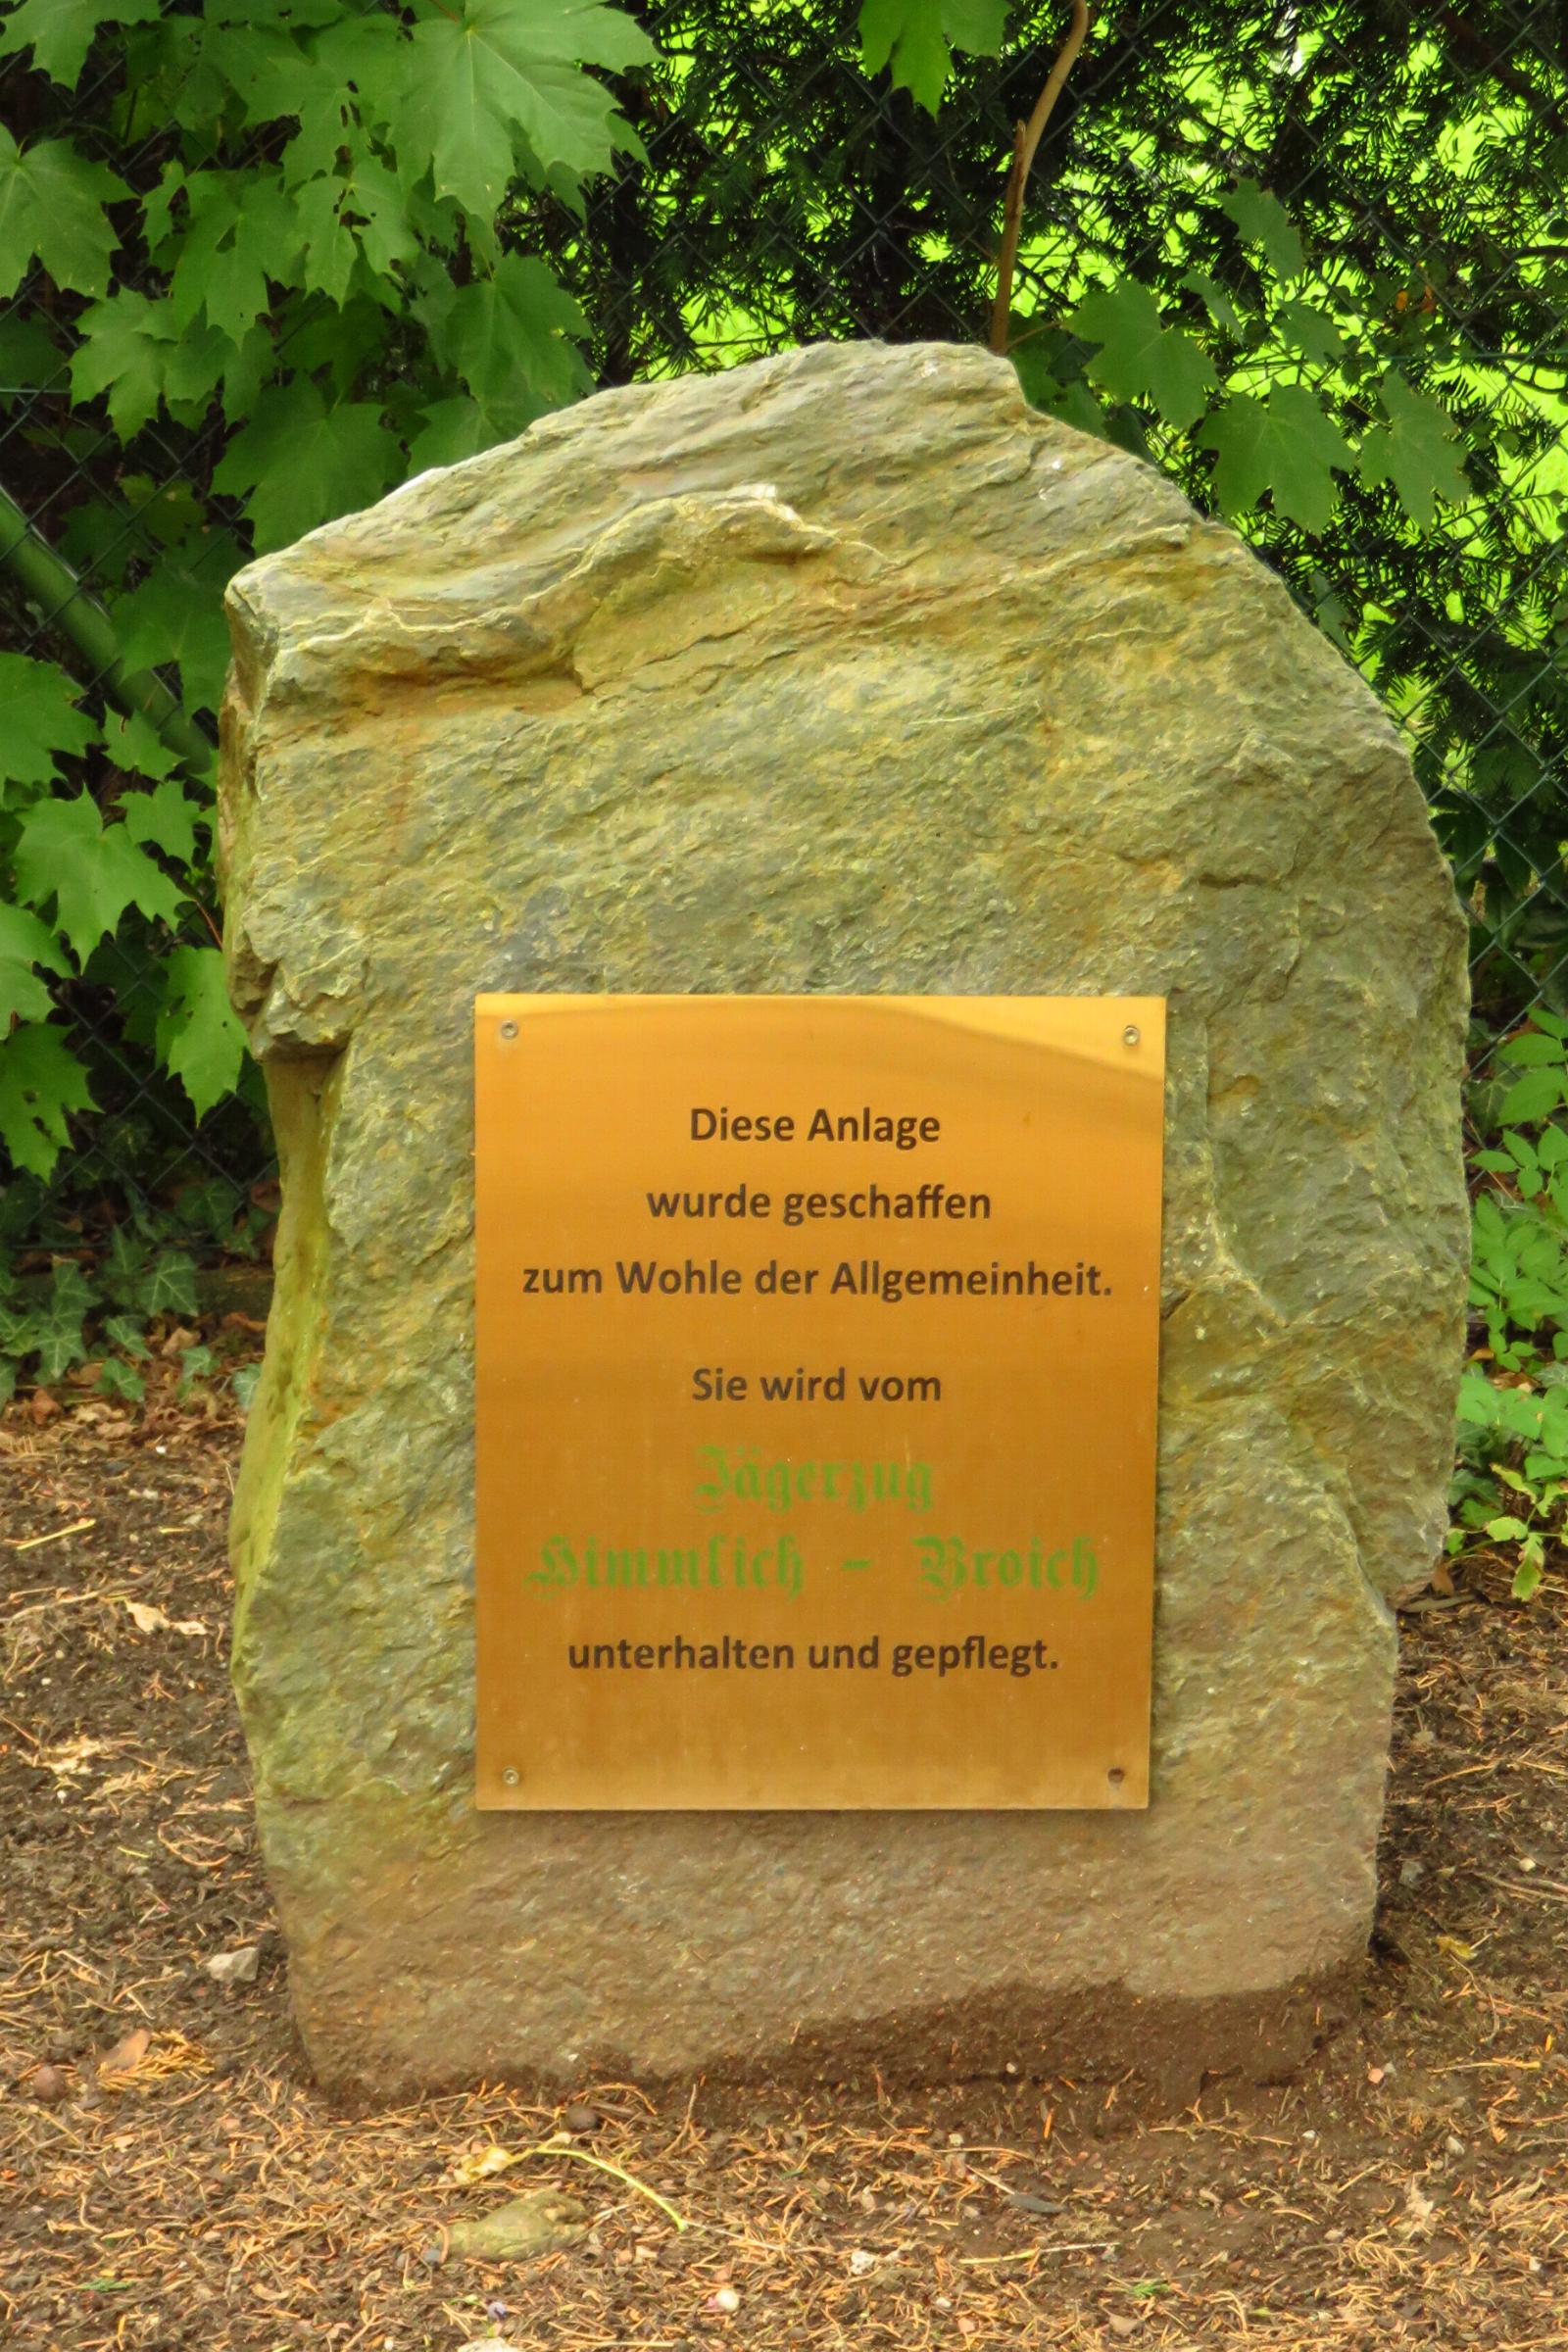 Diese Anlage
wurde geschaffen
zum Wohle der Allgemeinheit.
Sie wird vom
Jägerzug
Himmlich - Broich
unterhalten und gepflegt.